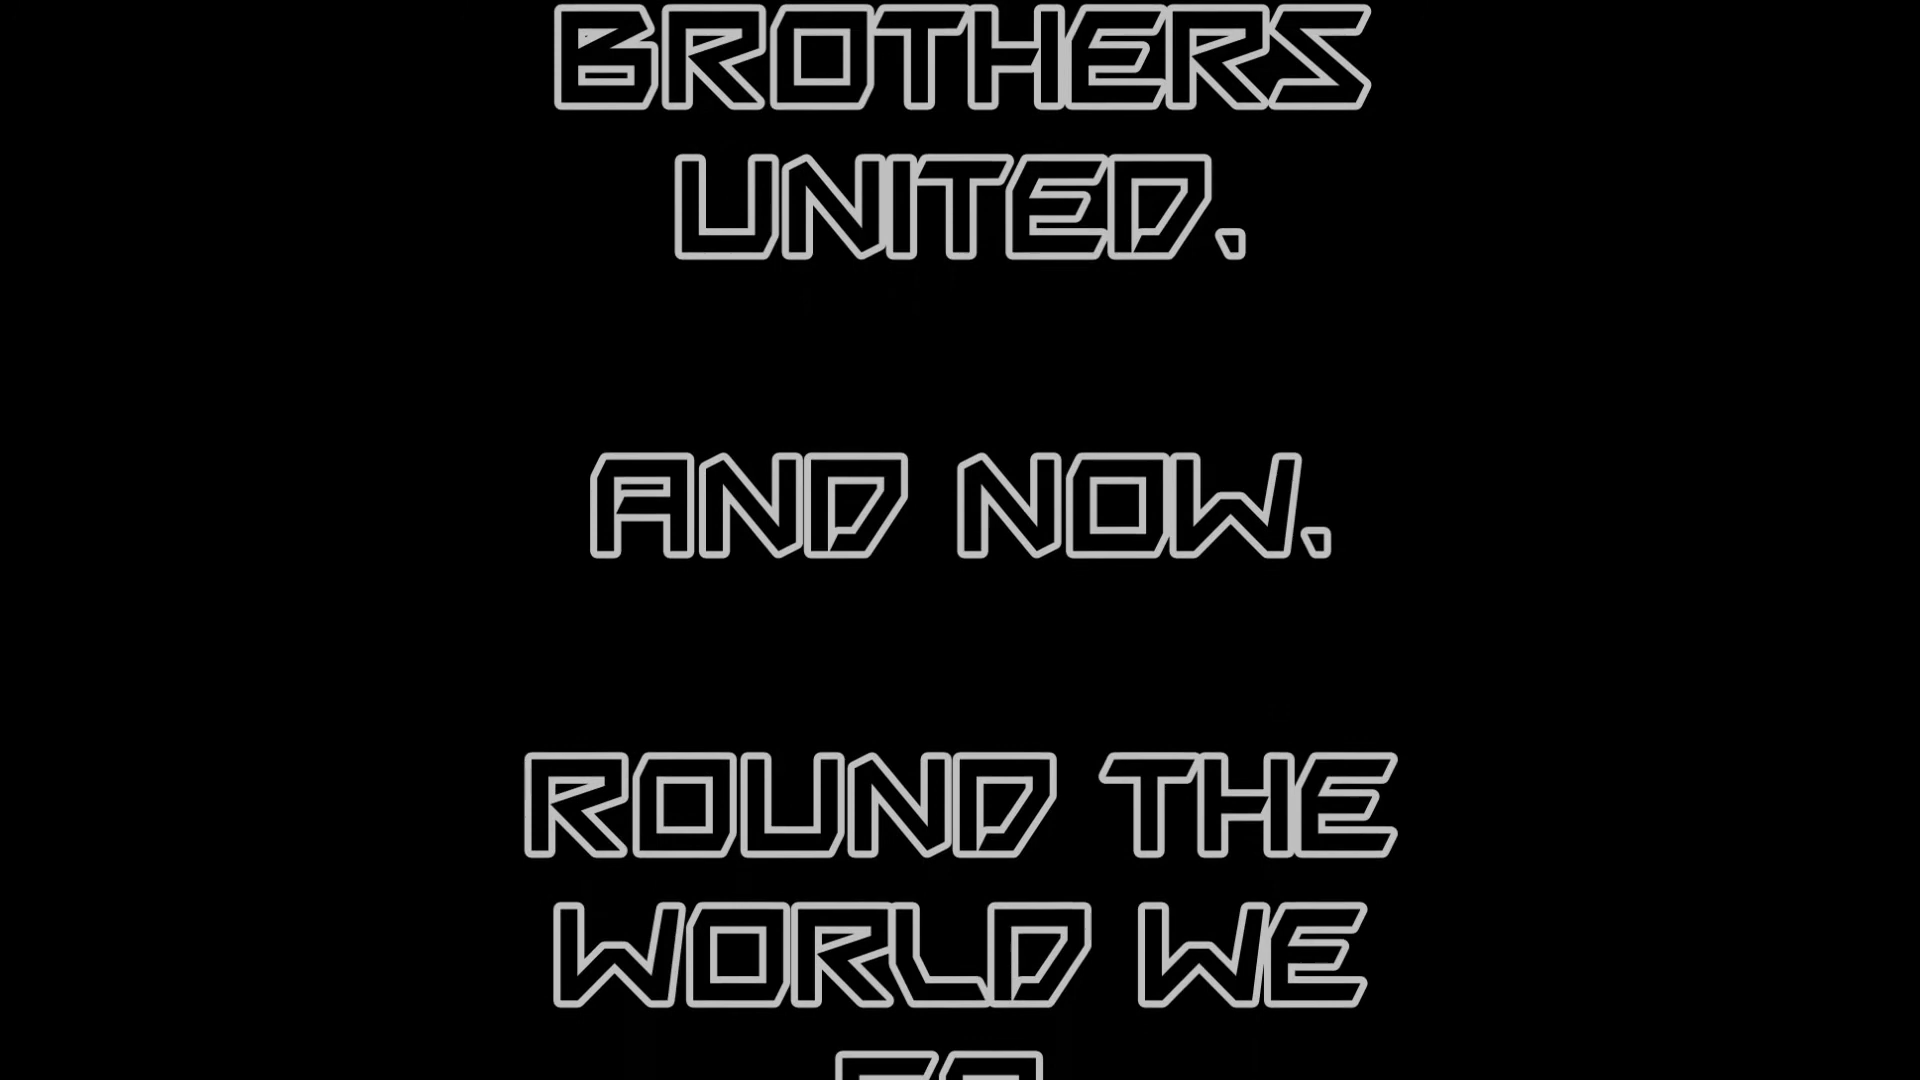 BROTHERS
UNITED.
AND NOW.
ROUND THE
WORLD WE